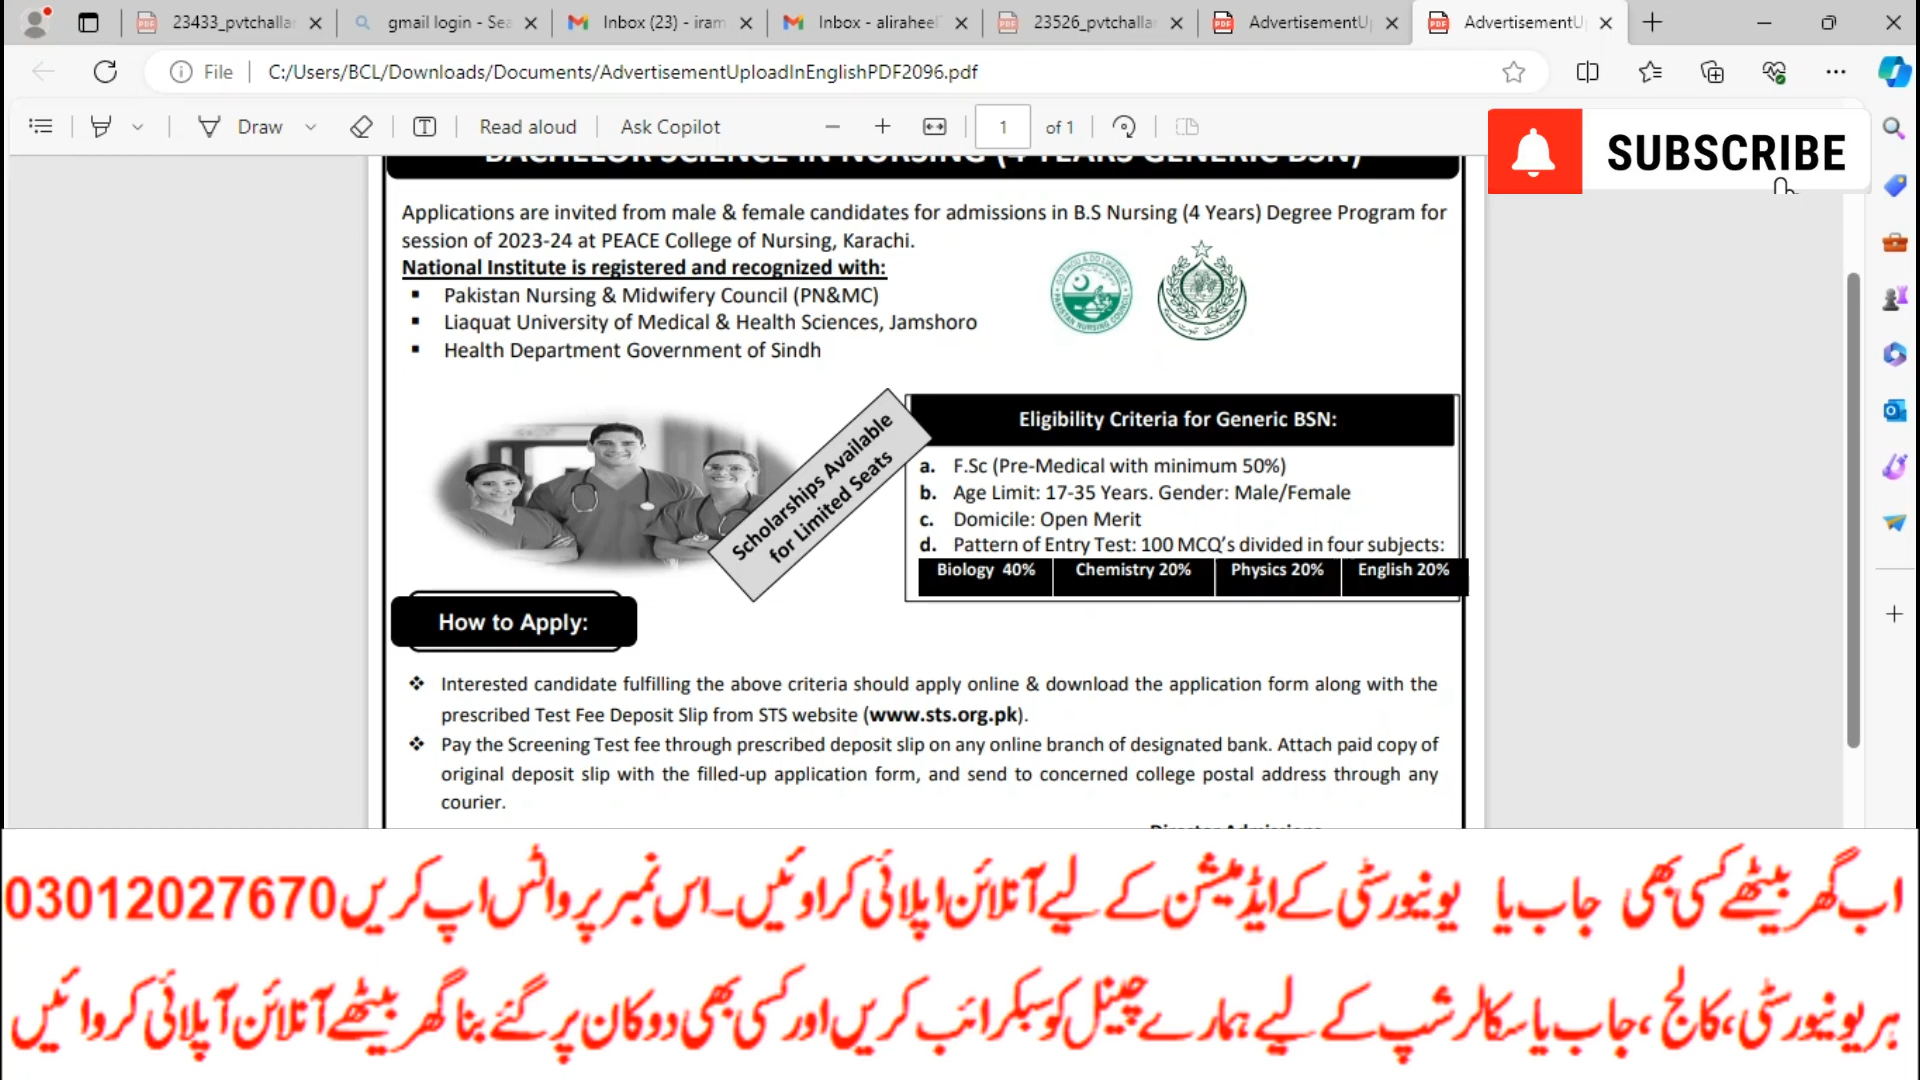 23433_pvtchalla
gmail login - Sea
Inbox (23) - iram
Inbox - aliraheel
23526_pvtchalla
AdvertisementU
AdvertisementU
File
C:/Users/BCL/Downloads/Documents/AdvertisementUploadInEnglishPDF2096.pdf
Draw
Read aloud
Ask Copilot
1
of 1
SUBSCRIBE
BACHELOR SCIENCE IN NURSING (4 YEARS GENERIC BSN)
Applications are invited from male & female candidates for admissions in B.S Nursing (4 Years) Degree Program for
session of 2023-24 at PEACE College of Nursing, Karachi.
National Institute is registered and recognized with:
Pakistan Nursing & Midwifery Council (PN&MC)
Liaquat University of Medical & Health Sciences, Jamshoro
Health Department Government of Sindh
Scholarships Available
for Limited Seats
Eligibility Criteria for Generic BSN:
a. F.Sc (Pre-Medical with minimum 50%)
b. Age Limit: 17-35 Years. Gender: Male/Female
c. Domicile: Open Merit
d. Pattern of Entry Test: 100 MCQ’s divided in four subjects:
Biology 40% Chemistry 20% Physics 20% English 20%
How to Apply:
Interested candidate fulfilling the above criteria should apply online & download the application form along with the
prescribed Test Fee Deposit Slip from STS website (www.sts.org.pk).
Pay the Screening Test fee through prescribed deposit slip on any online branch of designated bank. Attach paid copy of
original deposit slip with the filled-up application form, and send to concerned college postal address through any
courier.
Director Admissions
اب گھر بیٹھے کسی بھی جاب یا یونیورسٹی کے ایڈمیشن کے لیے آنلائن اپلائی کراوئیں۔ اس نمبر پر واٹس اپ کریں 03012027670
ہر یونیورسٹی، کالج ، جاب یا سکالرشپ کے لیے ہمارے چینل کو سبکرائب کریں اور کسی بھی دوکان پر گئے بنا گھر بیٹھے آنلائن آپلائی کروائیں